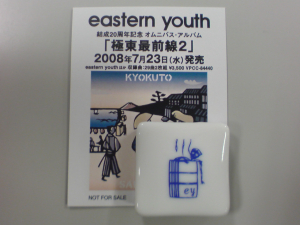 eastern youth
結成20周年記念 オムニバス・アルバム
「極東最前線2」
2008年7月23日(水)発売
KYOKUTO
NOT FOR SALE
ey